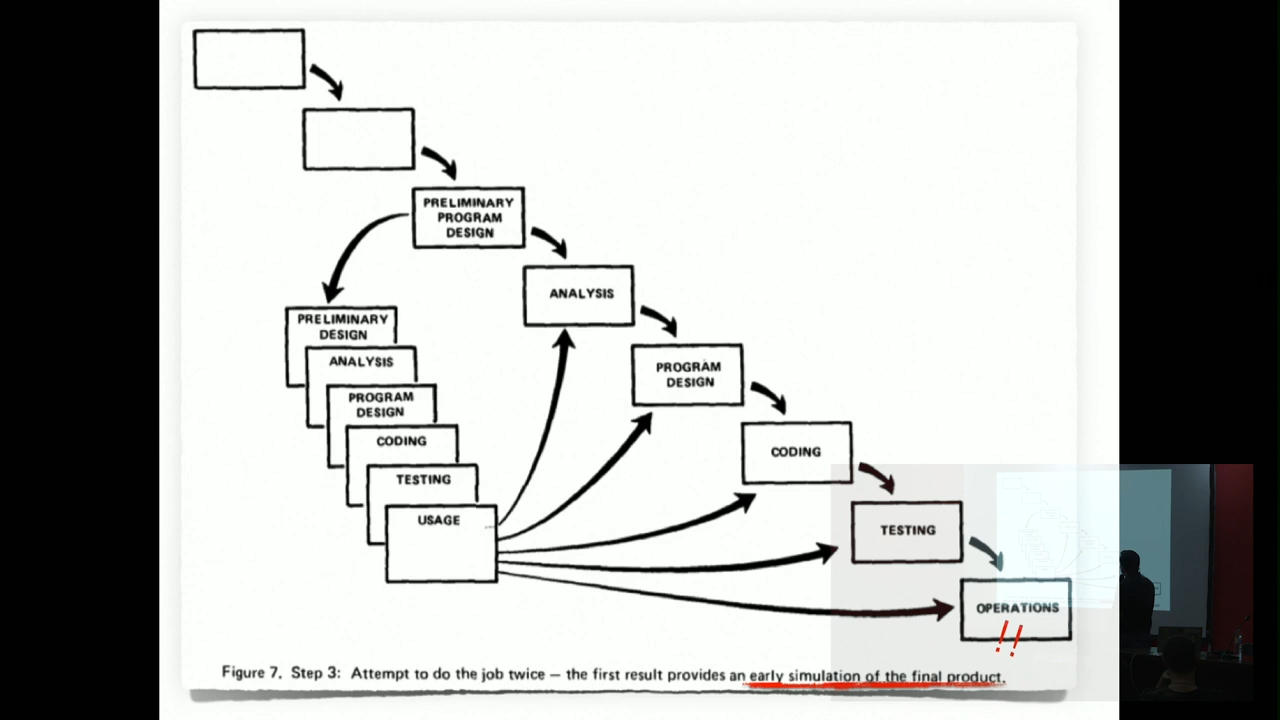 PRELIMINARY
PROGRAM
DESIGN
ANALYSIS
PROGRAM
DESIGN
CODING
TESTING
OPERATIONS
!!
PRELIMINARY
DESIGN
ANALYSIS
PROGRAM
DESIGN
CODING
TESTING
USAGE
Figure 7. Step 3: Attempt to do the job twice — the first result provides an early simulation of the final product.